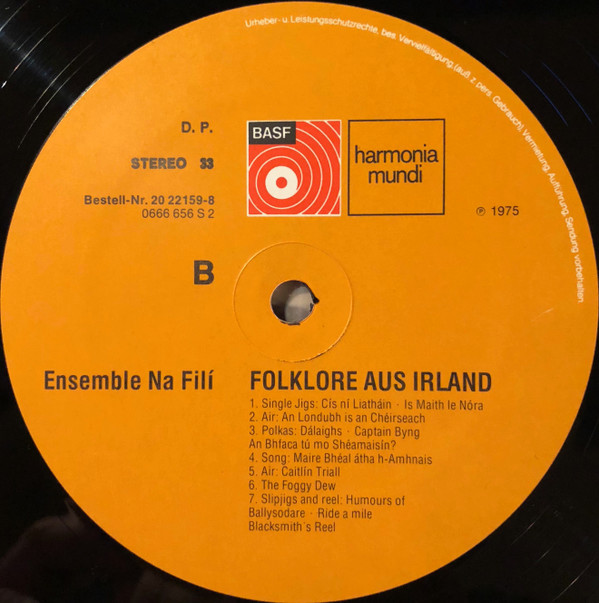 Urheber- u. Leistungsschutzrechte, bes. Vervielfältigung, (auß. z. pers. Gebrauch), Vermietung, Aufführung, Sendung vorbehalten
D. P.
BASF
harmonia
mundi
STEREO 33
Bestell-Nr. 20 22159-8
0666 656 S 2
℗ 1975
B
Ensemble Na Filí
FOLKLORE AUS IRLAND
1. Single Jigs: Cís ní Liatháin · Is Maith le Nóra
2. Air: An Londubh is an Chéirseach
3. Polkas: Dálaighs · Captain Byng
An Bhfaca tú mo Shéamaisín?
4. Song: Maire Bhéal átha h-Amhnais
5. Air: Caitlín Triall
6. The Foggy Dew
7. Slipjigs and reel: Humours of
Ballysodare · Ride a mile
Blacksmith´s Reel